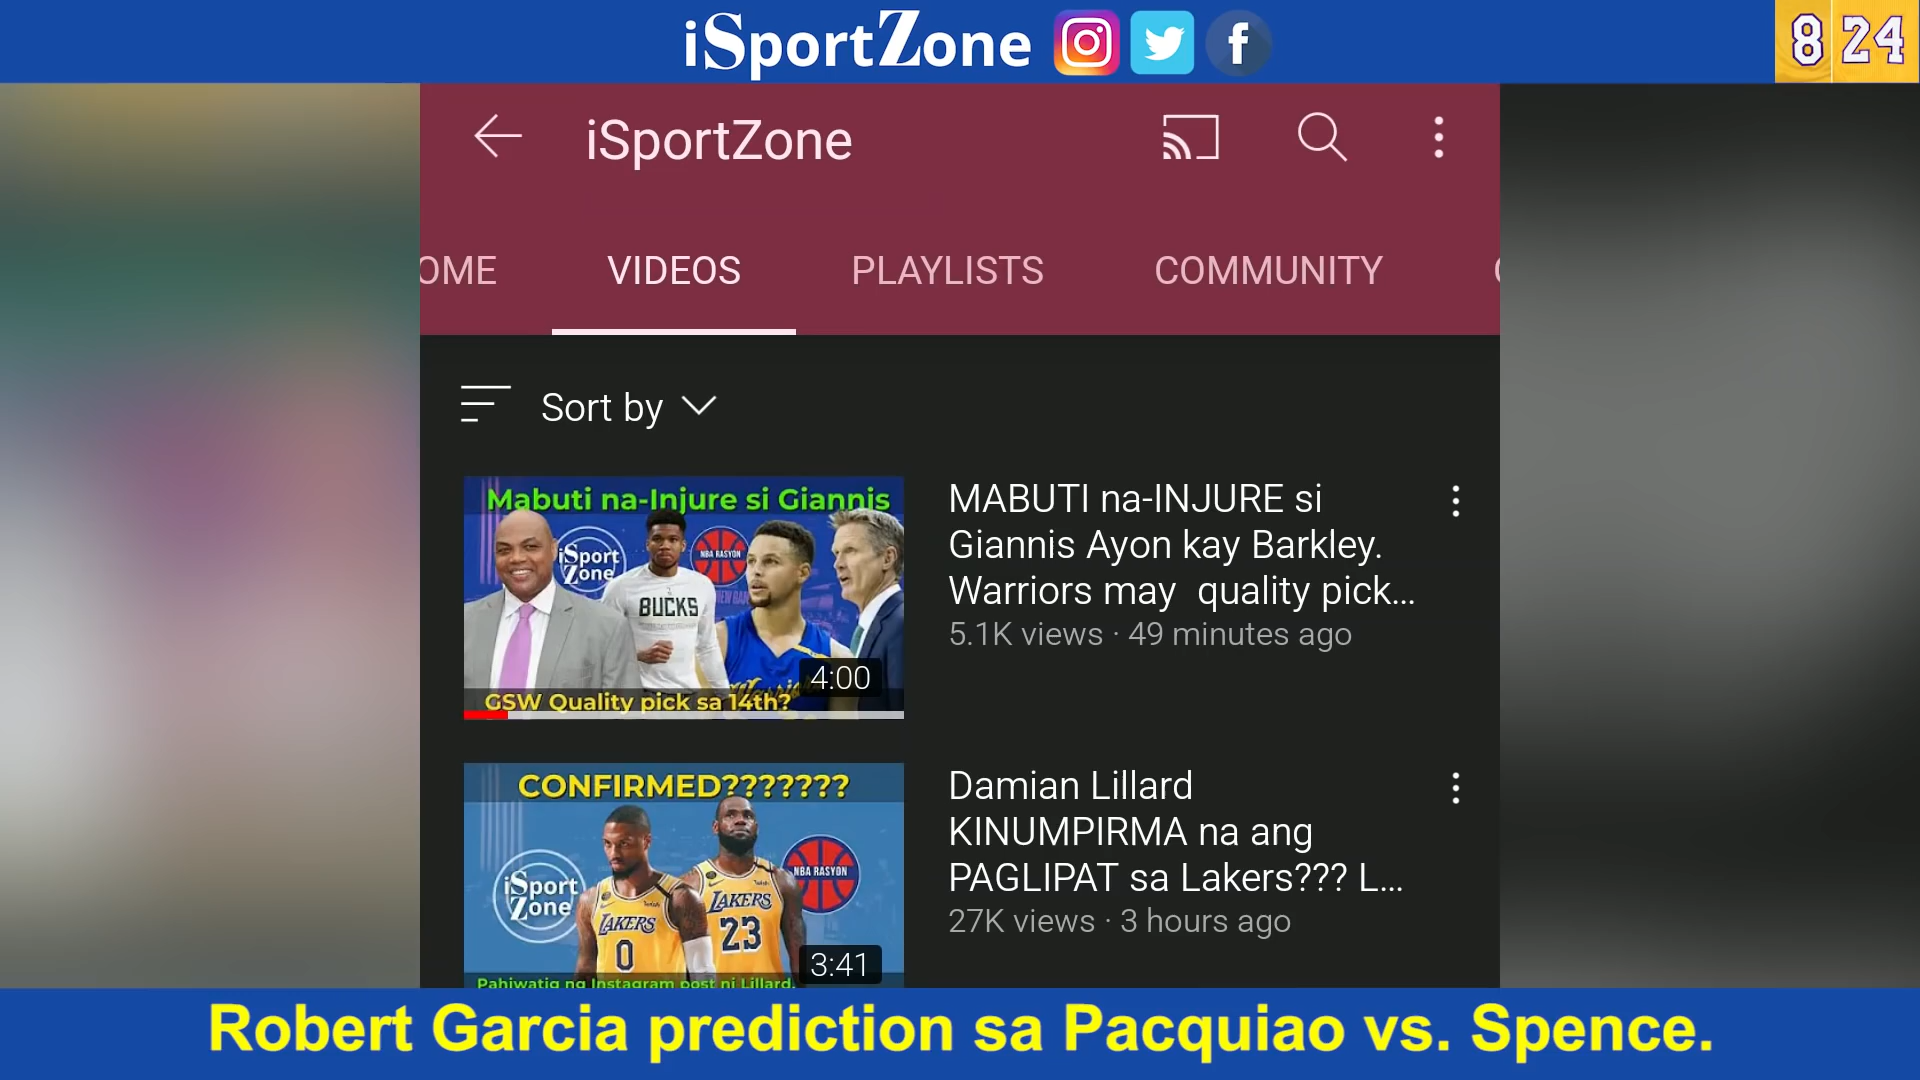 iSportZone
8 24
iSportZone
OME
VIDEOS
PLAYLISTS
COMMUNITY
Sort by
Mabuti na-Injure si Giannis
iSport
Zone
NBA RASYON
BUCKS
GSW Quality pick sa 14th?
4:00
MABUTI na-INJURE si
Giannis Ayon kay Barkley.
Warriors may quality pick...
5.1K views · 49 minutes ago
CONFIRMED???????
iSport
Zone
NBA RASYON
LAKERS
0
LAKERS
23
3:41
Pahiwatig ng Instagram post ni Lillard.
Damian Lillard
KINUMPIRMA na ang
PAGLIPAT sa Lakers??? L...
27K views · 3 hours ago
Robert Garcia prediction sa Pacquiao vs. Spence.